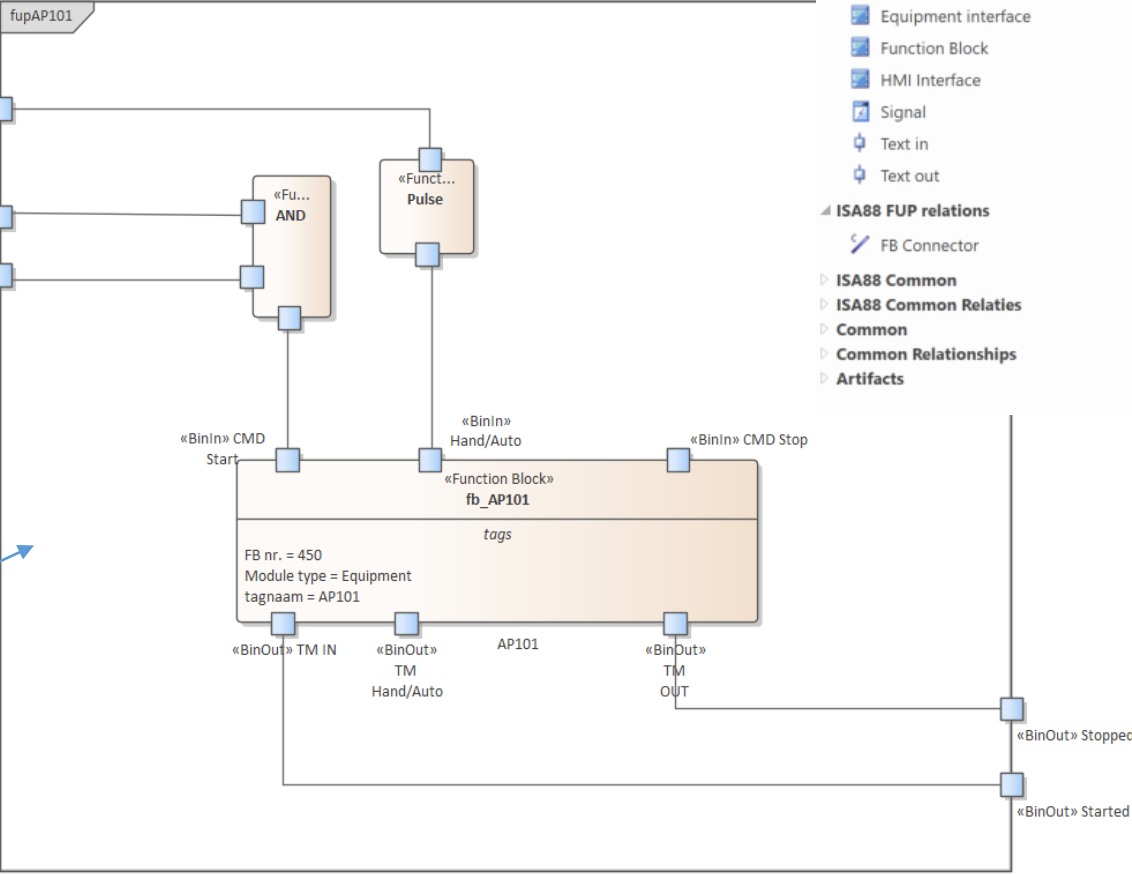 fupAP101
Equipment interface
Function Block
HMI Interface
Signal
Text in
Text out
ISA88 FUP relations
FB Connector
ISA88 Common
ISA88 Common Relaties
Common
Common Relationships
Artifacts
«Fu...
AND
«Funct...
Pulse
«BinIn» CMD
Start
«BinIn»
Hand/Auto
«BinIn» CMD Stop
«Function Block»
fb_AP101
tags
FB nr. = 450
Module type = Equipment
tagnaam = AP101
«BinOut» TM IN
«BinOut»
TM
Hand/Auto
AP101
«BinOut»
TM
OUT
«BinOut» Stopped
«BinOut» Started